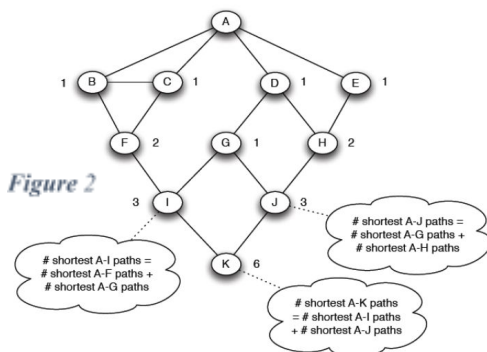 A
1 B C 1 D 1 E 1
F 2 G 1 H 2
Figure 2
3 I J 3
# shortest A-J paths =
# shortest A-G paths +
# shortest A-H paths
# shortest A-I paths =
# shortest A-F paths +
# shortest A-G paths
K 6
# shortest A-K paths
= # shortest A-I paths
+ # shortest A-J paths